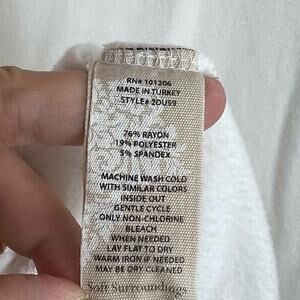 RN# 101206
MADE IN TURKEY
STYLE# 2DU59
76% RAYON
19% POLYESTER
5% SPANDEX
MACHINE WASH COLD
WITH SIMILAR COLORS
INSIDE OUT
GENTLE CYCLE
ONLY NON-CHLORINE
BLEACH
WHEN NEEDED
LAY FLAT TO DRY
WARM IRON IF NEEDED
MAY BE DRY CLEANED
Soft Surroundings